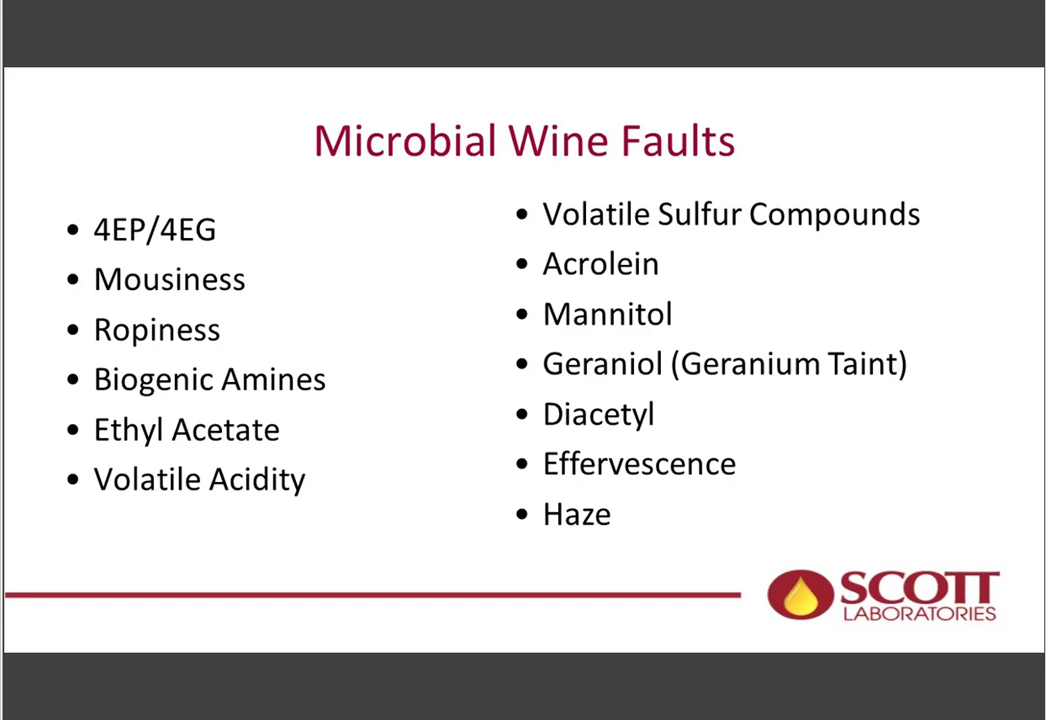 Microbial Wine Faults
• 4EP/4EG
• Mousiness
• Ropiness
• Biogenic Amines
• Ethyl Acetate
• Volatile Acidity
• Volatile Sulfur Compounds
• Acrolein
• Mannitol
• Geraniol (Geranium Taint)
• Diacetyl
• Effervescence
• Haze
SCOTT
LABORATORIES